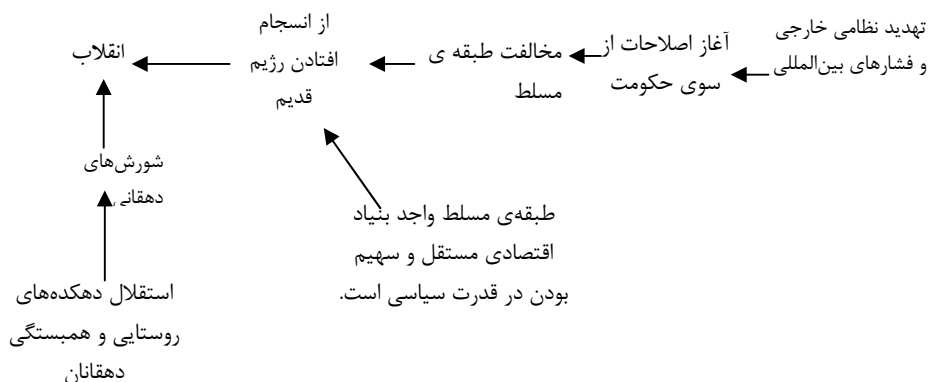 تهدید نظامی خارجی
و فشارهای بین‌المللی
آغاز اصلاحات از
سوی حکومت
مخالفت طبقه ی
مسلط
از انسجام
افتادن رژیم
قدیم
انقلاب
شورش‌های
دهقانی
طبقه‌ی مسلط واجد بنیاد
اقتصادی مستقل و سهیم
بودن در قدرت سیاسی است.
استقلال دهکده‌های
روستایی و همبستگی
دهقانان